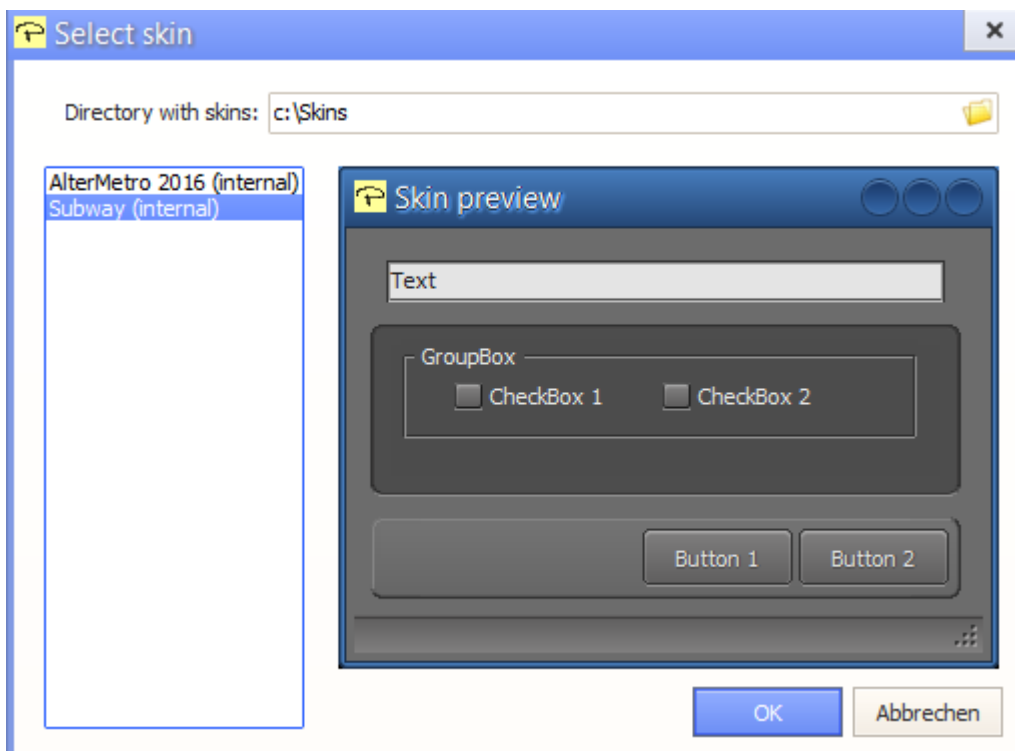 Select skin
Directory with skins: c:\Skins
AlterMetro 2016 (internal)
Subway (internal)
Skin preview
Text
GroupBox
CheckBox 1 CheckBox 2
Button 1 Button 2
OK Abbrechen